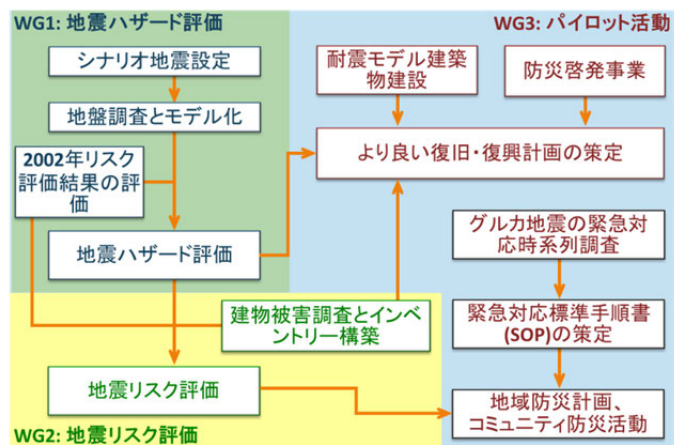 WG1: 地震ハザード評価
シナリオ地震設定
地盤調査とモデル化
2002年リスク
評価結果の評
価
地震ハザード評価
WG3: パイロット活動
耐震モデル建築
物建設
防災啓発事業
より良い復旧・復興計画の策定
グルカ地震の緊急対
応時系列調査
緊急対応標準手順書
(SOP)の策定
地域防災計画、
コミュニティ防災活動
建物被害調査とインベ
ントリー構築
地震リスク評価
WG2: 地震リスク評価